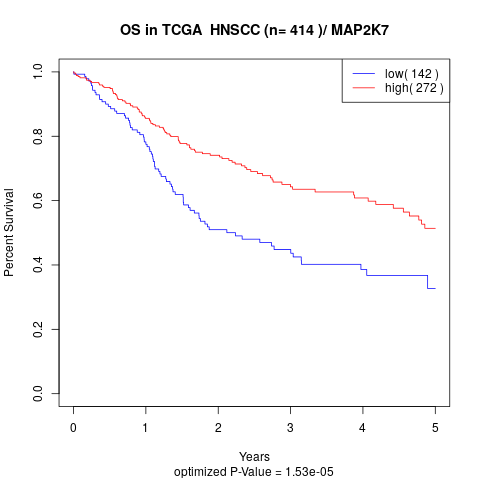 OS in TCGA  HNSCC (n= 414 )/ MAP2K7
low( 142 )
high( 272 )
Percent Survival
1.0
0.8
0.6
0.4
0.2
0.0
0 1 2 3 4 5
Years
optimized P-Value = 1.53e-05